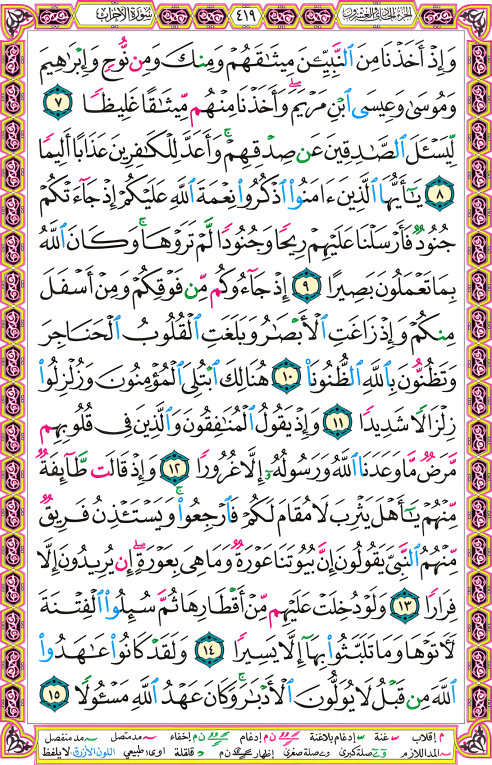 الجزء الحادي والعشرون ٤١٩ سُورَةُ الأَحْزَابِ
وَإِذْ أَخَذْنَا مِنَ ٱلنَّبِيِّـۧنَ مِيثَٰقَهُمْ وَمِنكَ وَمِن نُّوحٍ وَإِبْرَٰهِيمَ
وَمُوسَىٰ وَعِيسَى ٱبْنِ مَرْيَمَ ۖ وَأَخَذْنَا مِنْهُم مِّيثَٰقًا غَلِيظًا ٧
لِّيَسْـَٔلَ ٱلصَّٰدِقِينَ عَن صِدْقِهِمْ ۚ وَأَعَدَّ لِلْكَٰفِرِينَ عَذَابًا أَلِيمًا
٨ يَٰٓأَيُّهَا ٱلَّذِينَ ءَامَنُوا۟ ٱذْكُرُوا۟ نِعْمَةَ ٱللَّهِ عَلَيْكُمْ إِذْ جَآءَتْكُمْ
جُنُودٌ فَأَرْسَلْنَا عَلَيْهِمْ رِيحًا وَجُنُودًا لَّمْ تَرَوْهَا ۚ وَكَانَ ٱللَّهُ
بِمَا تَعْمَلُونَ بَصِيرًا ٩ إِذْ جَآءُوكُم مِّن فَوْقِكُمْ وَمِنْ أَسْفَلَ
مِنكُمْ وَإِذْ زَاغَتِ ٱلْأَبْصَٰرُ وَبَلَغَتِ ٱلْقُلُوبُ ٱلْحَنَاجِرَ
وَتَظُنُّونَ بِٱللَّهِ ٱلظُّنُونَا۠ ١٠ هُنَالِكَ ٱبْتُلِىَ ٱلْمُؤْمِنُونَ وَزُلْزِلُوا۟
زِلْزَالًا شَدِيدًا ١١ وَإِذْ يَقُولُ ٱلْمُنَٰفِقُونَ وَٱلَّذِينَ فِى قُلُوبِهِم
مَّرَضٌ مَّا وَعَدَنَا ٱللَّهُ وَرَسُولُهُۥٓ إِلَّا غُرُورًا ١٢ وَإِذْ قَالَت طَّآئِفَةٌ
مِّنْهُمْ يَٰٓأَهْلَ يَثْرِبَ لَا مُقَامَ لَكُمْ فَٱرْجِعُوا۟ ۚ وَيَسْتَـْٔذِنُ فَرِيقٌ
مِّنْهُمُ ٱلنَّبِىَّ يَقُولُونَ إِنَّ بُيُوتَنَا عَوْرَةٌ وَمَا هِىَ بِعَوْرَةٍ ۖ إِن يُرِيدُونَ إِلَّا
فِرَارًا ١٣ وَلَوْ دُخِلَتْ عَلَيْهِم مِّنْ أَقْطَارِهَا ثُمَّ سُئِلُوا۟ ٱلْفِتْنَةَ
لَـَٔاتَوْهَا وَمَا تَلَبَّثُوا۟ بِهَآ إِلَّا يَسِيرًا ١٤ وَلَقَدْ كَانُوا۟ عَٰهَدُوا۟
ٱللَّهَ مِن قَبْلُ لَا يُوَلُّونَ ٱلْأَدْبَٰرَ ۚ وَكَانَ عَهْدُ ٱللَّهِ مَسْـُٔولًا ١٥
م إقلاب غنة إدغام بلاغنة ن م إدغام ن م إخفاء مد متصل مد منفصل
المد اللازم صلة كبرى صلة صغرى إظهار ن م قلقلة ا و ى طبيعي اللون الأزرق لا يلفظ